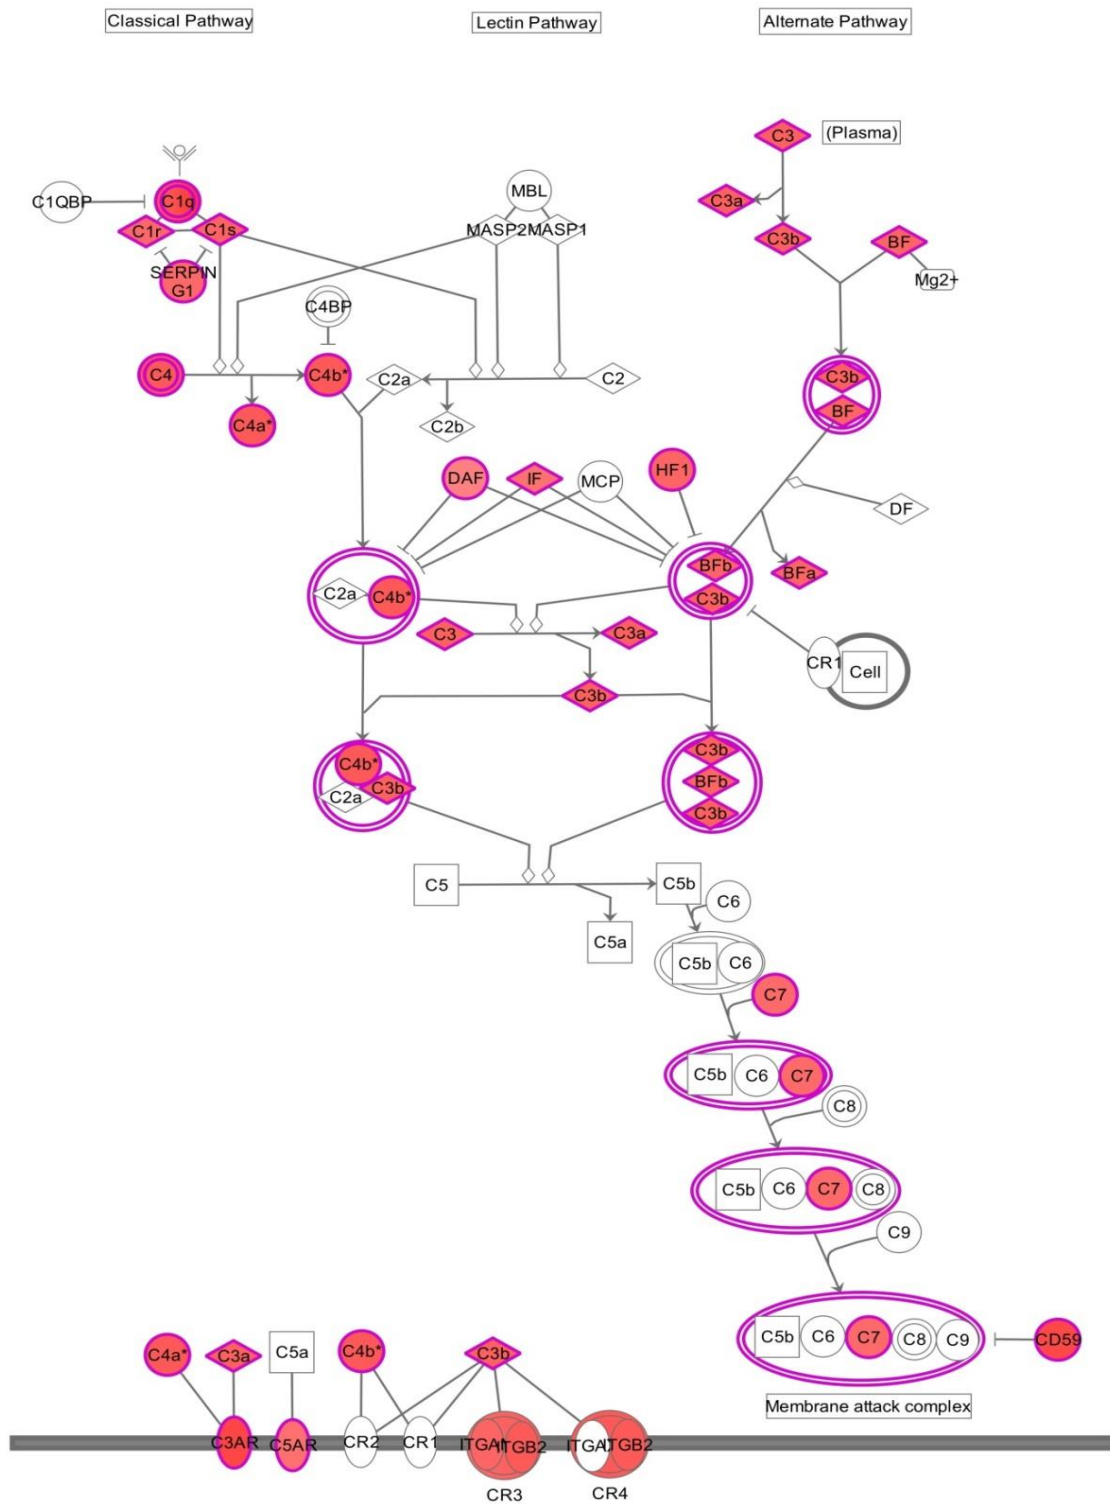 Classical Pathway
Lectin Pathway
Alternate Pathway
C3
(Plasma)
C1QBP
C1q
MBL
C3a
C1r
C1s
MASP2
MASP1
C3b
BF
SERPIN
G1
Mg2+
C4BP
C4
C4b*
C2a
C2
C3b
BF
C4a*
C2b
DAF
IF
MCP
HF1
DF
BFb
BFa
C2a
C4b*
C3b
C3
C3a
CR1
Cell
C3b
C4b*
C2a
C3b
C3b
BFb
C3b
C5
C5b
C6
C5a
C5b
C6
C7
C5b
C6
C7
C8
C5b
C6
C7
C8
C9
C5b
C6
C7
C8
C9
CD59
Membrane attack complex
C4a*
C3a
C5a
C4b*
C3b
C3AR
C5AR
CR2
CR1
ITGB2
ITGB2
CR3
CR4